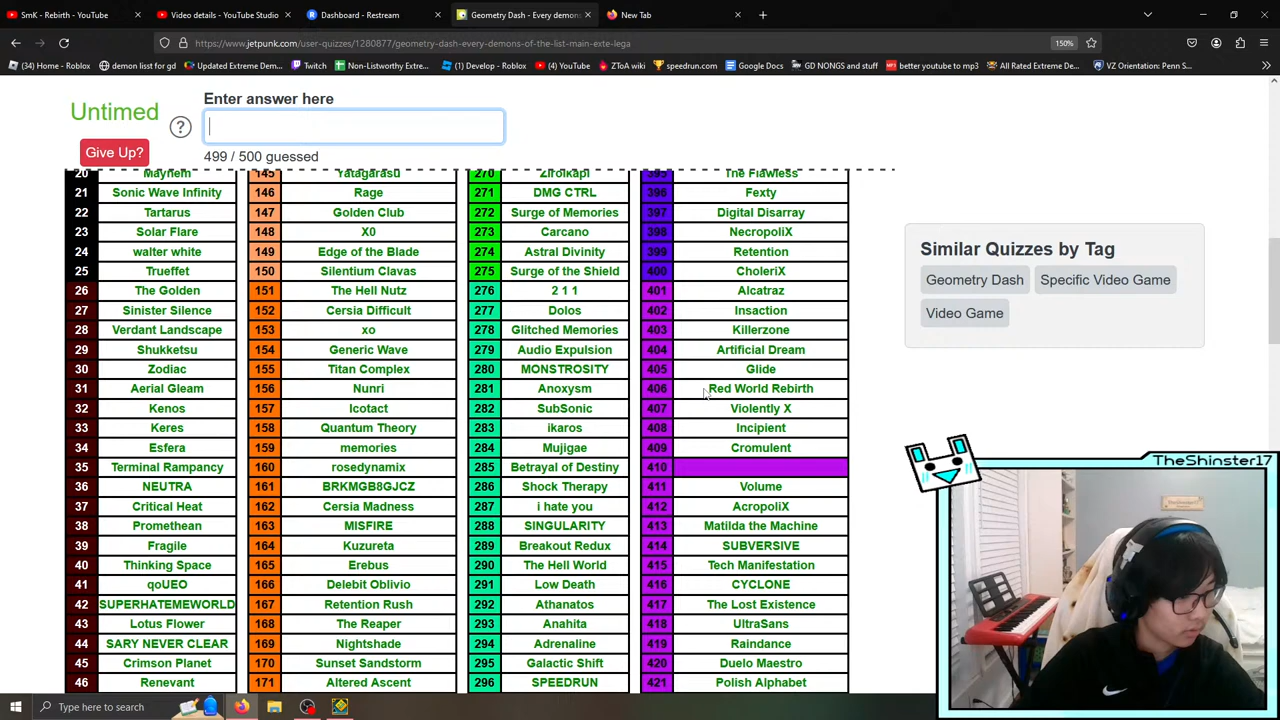 SmK - Rebirth - YouTube
Video details - YouTube Studio
Dashboard - Restream
Geometry Dash - Every demons
New Tab
https://www.jetpunk.com/user-quizzes/1280877/geometry-dash-every-demons-of-the-list-main-exte-lega
150%
(34) Home - Roblox
demon lisst for gd
Updated Extreme Dem...
Twitch
Non-Listworthy Extre...
(1) Develop - Roblox
(4) YouTube
ZToA wiki
speedrun.com
Google Docs
GD NONGS and stuff
better youtube to mp3
All Rated Extreme De...
VZ Orientation: Penn S...
Untimed
Enter answer here
Give Up?
499 / 500 guessed
20 Mayhem 145 Yatagarasu 270 Zifolkapi 395 The Flawless
21 Sonic Wave Infinity 146 Rage 271 DMG CTRL 396 Fexty
22 Tartarus 147 Golden Club 272 Surge of Memories 397 Digital Disarray
23 Solar Flare 148 X0 273 Carcano 398 NecropoliX
24 walter white 149 Edge of the Blade 274 Astral Divinity 399 Retention
25 Trueffet 150 Silentium Clavas 275 Surge of the Shield 400 CholeriX
26 The Golden 151 The Hell Nutz 276 2 1 1 401 Alcatraz
27 Sinister Silence 152 Cersia Difficult 277 Dolos 402 Insaction
28 Verdant Landscape 153 xo 278 Glitched Memories 403 Killerzone
29 Shukketsu 154 Generic Wave 279 Audio Expulsion 404 Artificial Dream
30 Zodiac 155 Titan Complex 280 MONSTROSITY 405 Glide
31 Aerial Gleam 156 Nunri 281 Anoxysm 406 Red World Rebirth
32 Kenos 157 Icotact 282 SubSonic 407 Violently X
33 Keres 158 Quantum Theory 283 ikaros 408 Incipient
34 Esfera 159 memories 284 Mujigae 409 Cromulent
35 Terminal Rampancy 160 rosedynamix 285 Betrayal of Destiny 410
36 NEUTRA 161 BRKMGB8GJCZ 286 Shock Therapy 411 Volume
37 Critical Heat 162 Cersia Madness 287 i hate you 412 AcropoliX
38 Promethean 163 MISFIRE 288 SINGULARITY 413 Matilda the Machine
39 Fragile 164 Kuzureta 289 Breakout Redux 414 SUBVERSIVE
40 Thinking Space 165 Erebus 290 The Hell World 415 Tech Manifestation
41 qoUEO 166 Delebit Oblivio 291 Low Death 416 CYCLONE
42 SUPERHATEMEWORLD 167 Retention Rush 292 Athanatos 417 The Lost Existence
43 Lotus Flower 168 The Reaper 293 Anahita 418 UltraSans
44 SARY NEVER CLEAR 169 Nightshade 294 Adrenaline 419 Raindance
45 Crimson Planet 170 Sunset Sandstorm 295 Galactic Shift 420 Duelo Maestro
46 Renevant 171 Altered Ascent 296 SPEEDRUN 421 Polish Alphabet
Similar Quizzes by Tag
Geometry Dash
Specific Video Game
Video Game
TheShinster17
Type here to search